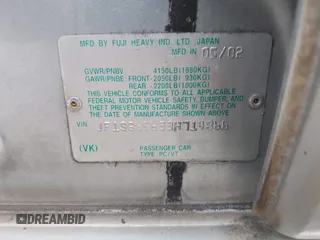 MFD BY FUJI HEAVY IND. LTD. JAPAN
MFD IN 05/02
GVWR/PNBV 4150LB(1880KG)
GAWR/PNBE FRONT-2050LB( 930KG)
REAR -2200LB(1000KG)
THIS VEHICLE CONFORMS TO ALL APPLICABLE
FEDERAL MOTOR VEHICLE SAFETY, BUMPER, AND
THEFT PREVENTION STANDARDS IN EFFECT ON
THE DATE OF MANUFACTURE SHOWN ABOVE.
VIN
(VK)
PASSENGER CAR
TYPE: PC/VT
DREAMBID